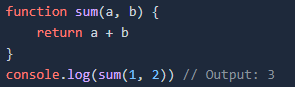 function sum(a, b) {
    return a + b
}
console.log(sum(1, 2)) // Output: 3